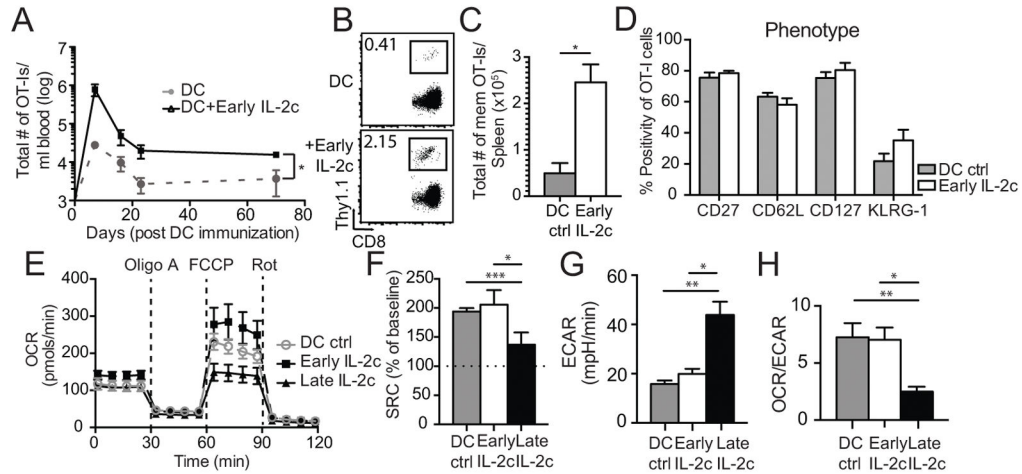 A
Total # of OT-Is/
ml blood (log)
7
6
5
4
3
0
20
40
60
80
DC
DC+Early IL-2c
*
Days (post DC immunization)
B
0.41
DC
2.15
+Early
IL-2c
Thy1.1
CD8
C
Total # of mem OT-Is/
Spleen (x10⁵)
3
2
1
0
*
DC Early
ctrl IL-2c
D
Phenotype
% Positivity of OT-I cells
100
80
60
40
20
0
CD27 CD62L CD127 KLRG-1
DC ctrl
Early IL-2c
E
Oligo A FCCP Rot
OCR
(pmols/min)
400
300
200
100
0
0 30 60 90 120
Time (min)
DC ctrl
Early IL-2c
Late IL-2c
F
SRC (% of baseline)
250
200
150
100
50
0
*
***
DC Early Late
ctrl IL-2c IL-2c
G
ECAR
(mpH/min)
60
40
20
0
*
**
DC Early Late
ctrl IL-2c IL-2c
H
OCR/ECAR
10
5
0
*
**
DC Early Late
ctrl IL-2c IL-2c